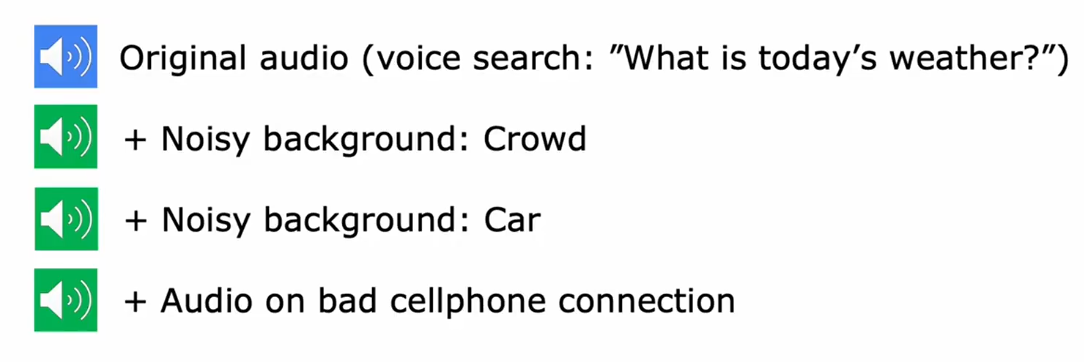 Original audio (voice search: ”What is today’s weather?”)
+ Noisy background: Crowd
+ Noisy background: Car
+ Audio on bad cellphone connection